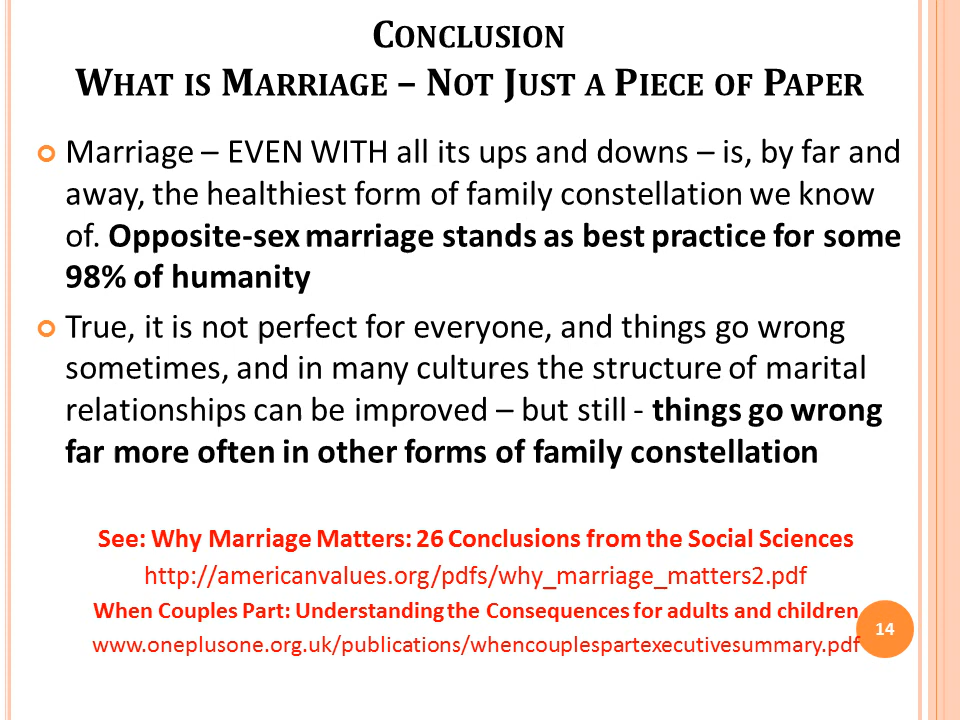 CONCLUSION
WHAT IS MARRIAGE – NOT JUST A PIECE OF PAPER
Marriage – EVEN WITH all its ups and downs – is, by far and
away, the healthiest form of family constellation we know
of. Opposite-sex marriage stands as best practice for some
98% of humanity
True, it is not perfect for everyone, and things go wrong
sometimes, and in many cultures the structure of marital
relationships can be improved – but still - things go wrong
far more often in other forms of family constellation
See: Why Marriage Matters: 26 Conclusions from the Social Sciences
http://americanvalues.org/pdfs/why_marriage_matters2.pdf
When Couples Part: Understanding the Consequences for adults and children
www.oneplusone.org.uk/publications/whencouplespartexecutivesummary.pdf
14